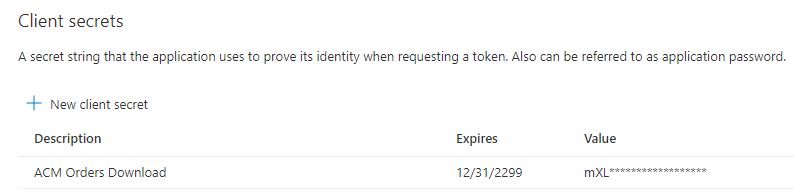 Client secrets
A secret string that the application uses to prove its identity when requesting a token. Also can be referred to as application password.
+ New client secret
Description Expires Value
ACM Orders Download 12/31/2299 mXL******************